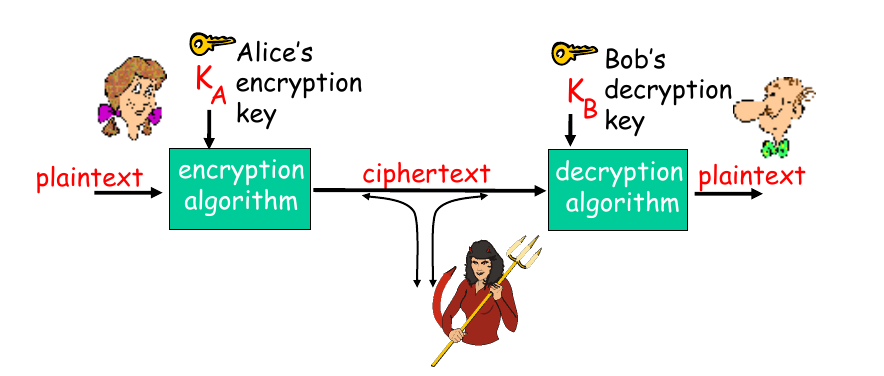 Alice's
encryption
key
K_A
Bob's
decryption
key
K_B
plaintext
encryption
algorithm
ciphertext
decryption
algorithm
plaintext